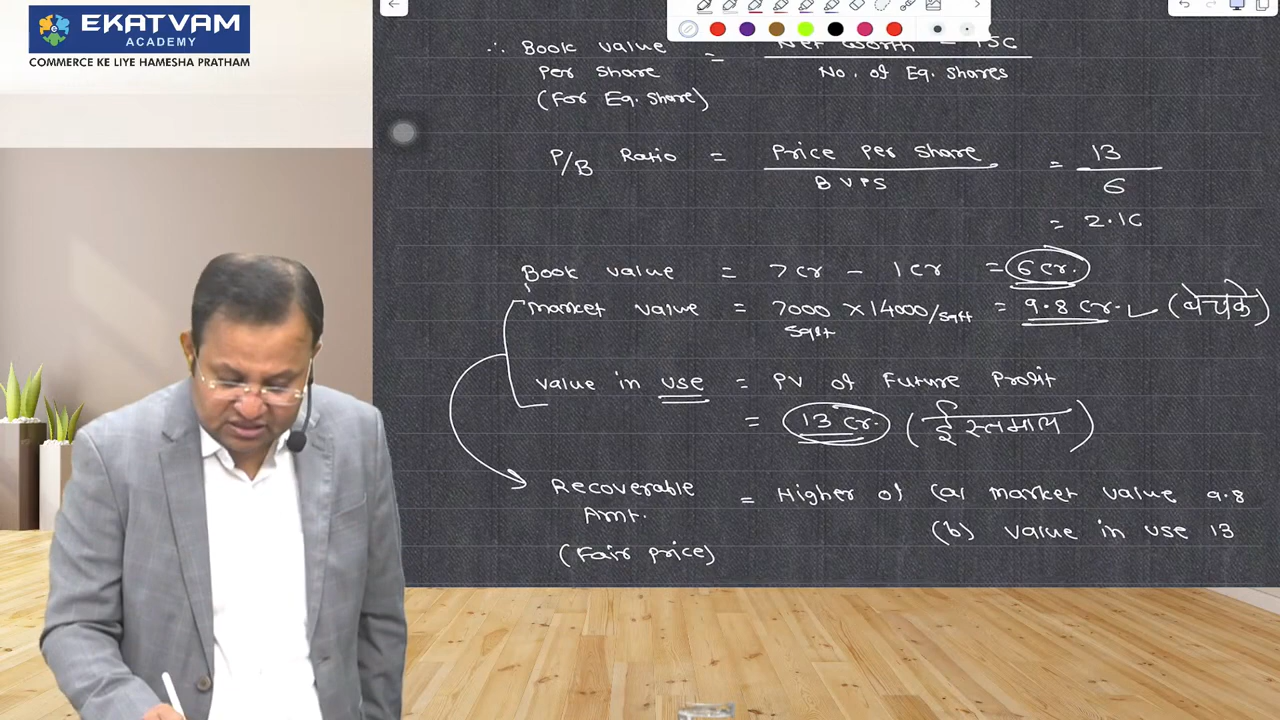 EKATVAM
ACADEMY
COMMERCE KE LIYE HAMESHA PRATHAM
∴ Book value = Net worth - PSC
Per Share No. of Eq. Shares
(For Eq. Share)
P/B Ratio = Price Per Share = 13
BVPS 6
= 2.16
Book value = 7 cr - 1 cr = 6 cr.
market value = 7000 × 14000/sqft = 9.8 cr. (बेचके)
sqft
value in use = PV of Future Profit
= 13 cr. (ईस्तमाल)
Recoverable = Higher of (a) market value 9.8
Amt. (b) value in use 13
(Fair price)